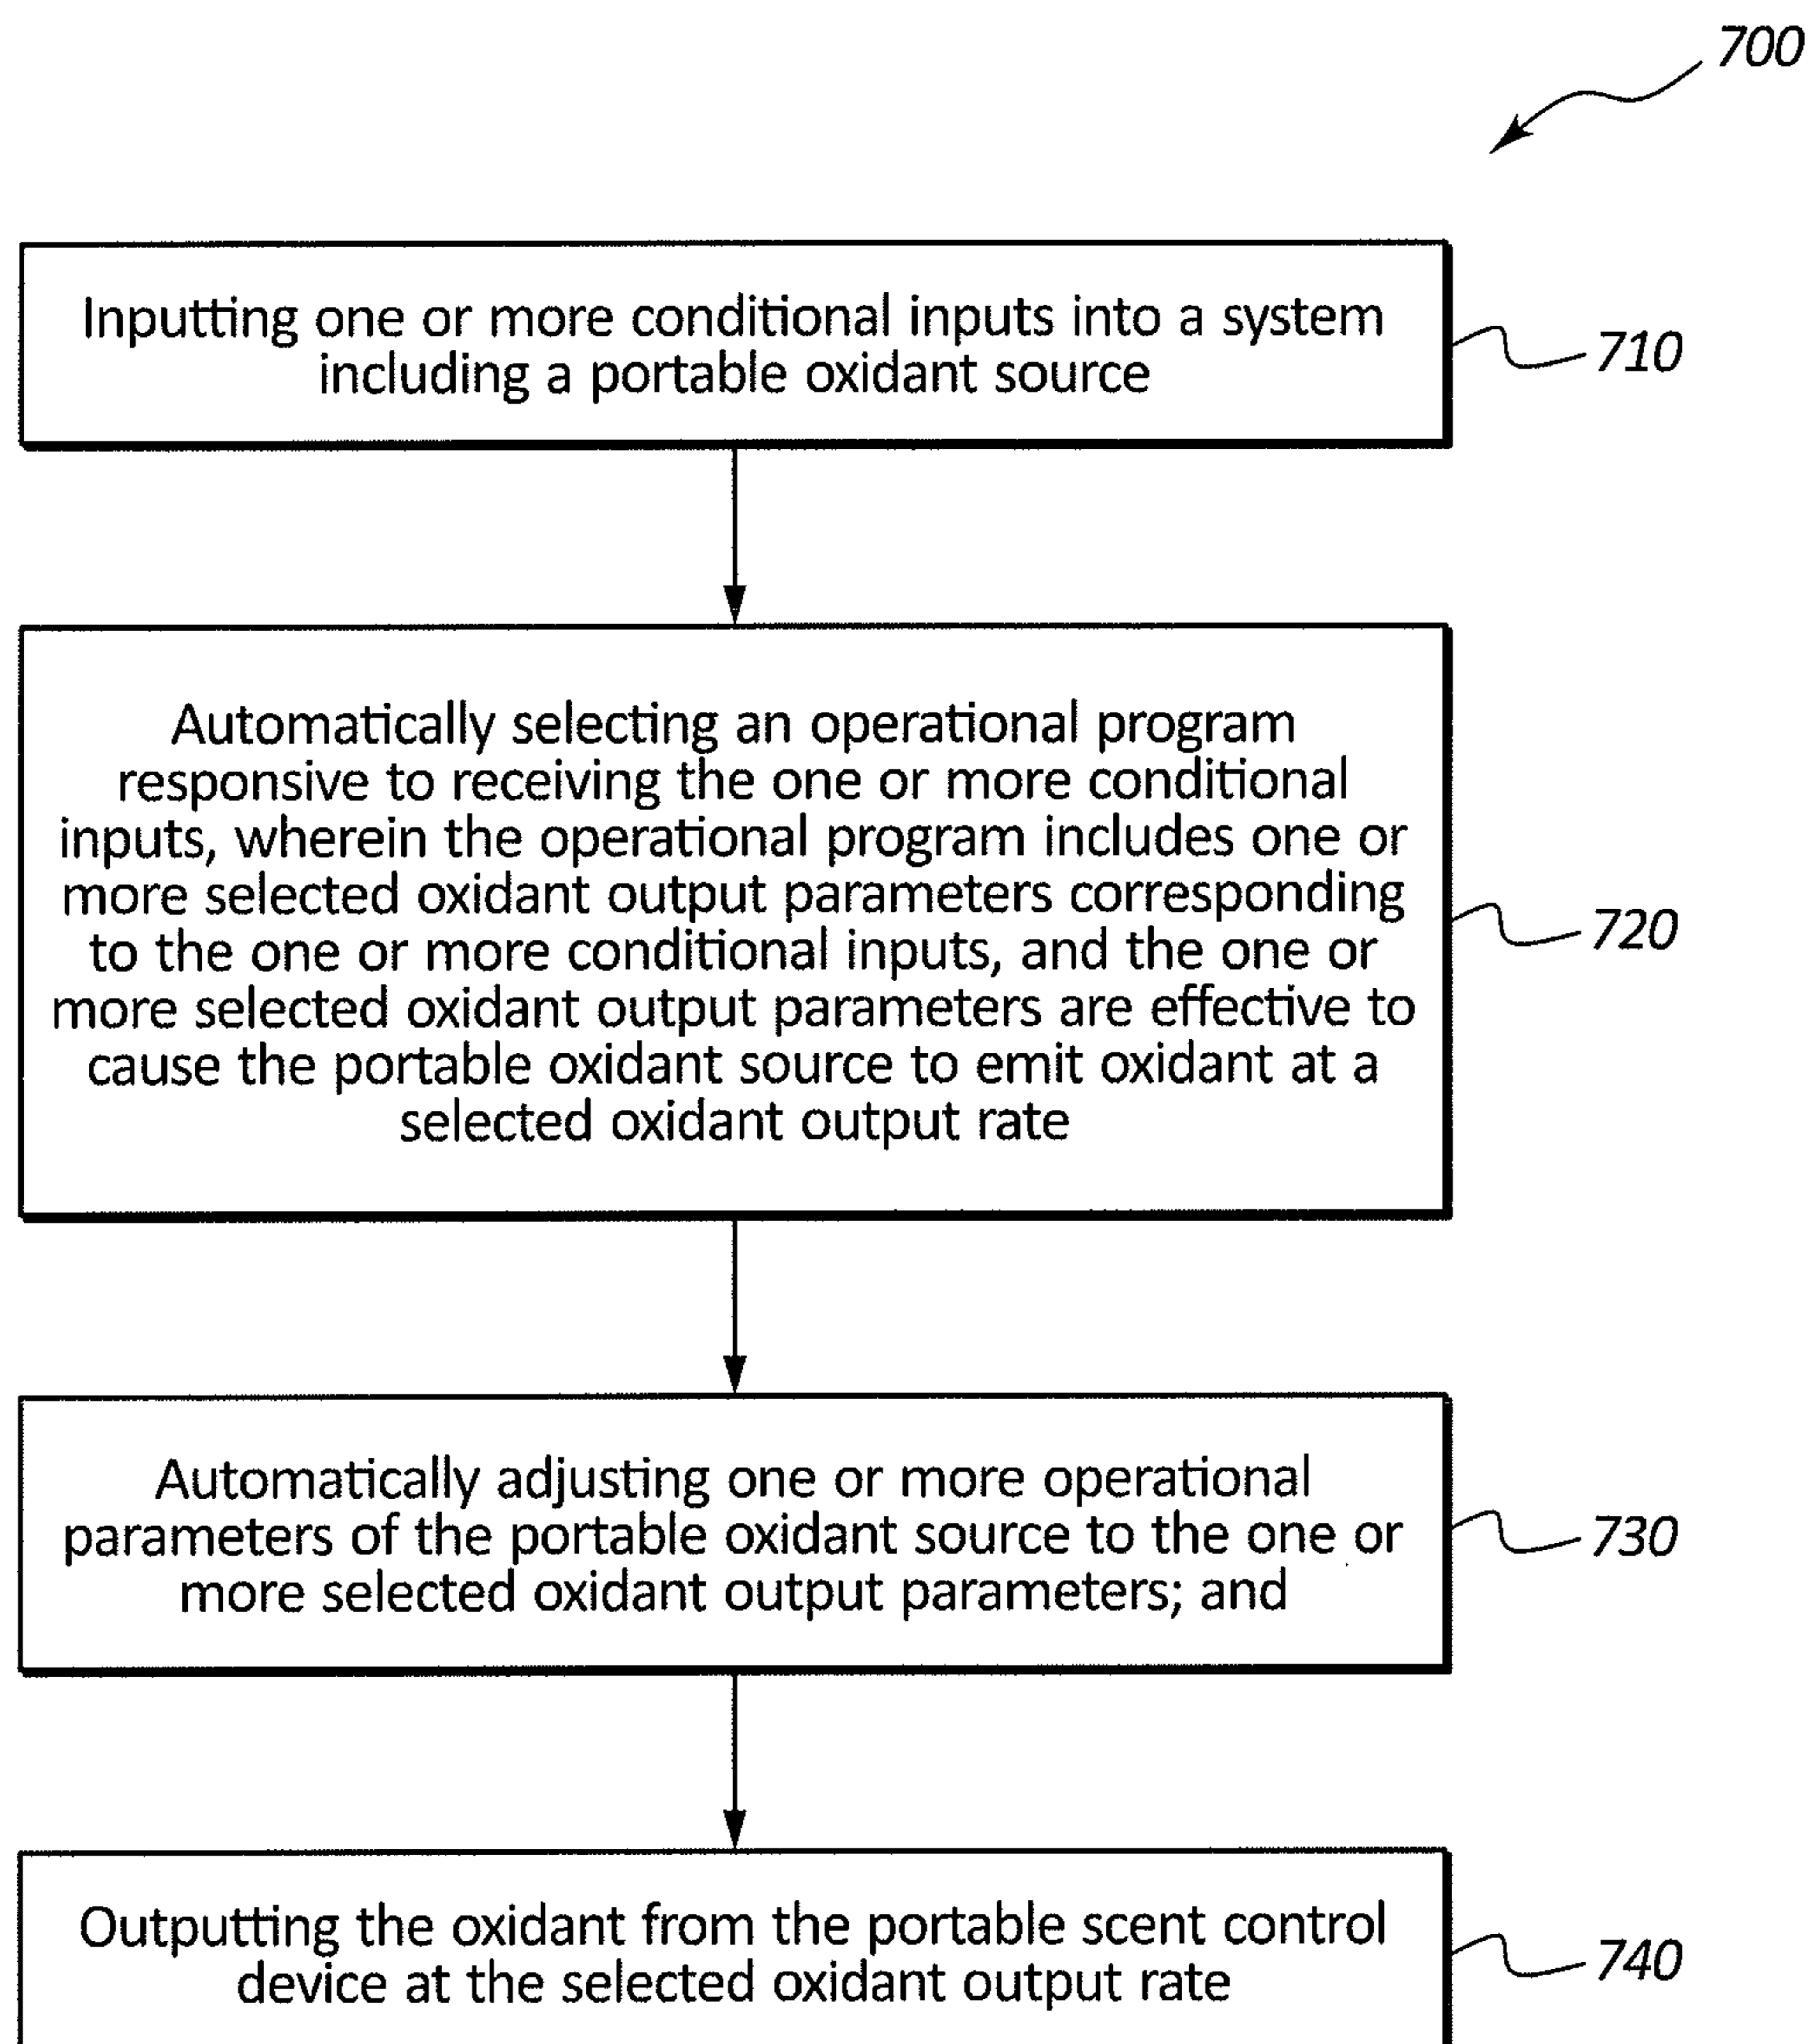 700
Inputting one or more conditional inputs into a system
including a portable oxidant source
710
Automatically selecting an operational program
responsive to receiving the one or more conditional
inputs, wherein the operational program includes one or
more selected oxidant output parameters corresponding
to the one or more conditional inputs, and the one or
more selected oxidant output parameters are effective to
cause the portable oxidant source to emit oxidant at a
selected oxidant output rate
720
Automatically adjusting one or more operational
parameters of the portable oxidant source to the one or
more selected oxidant output parameters; and
730
Outputting the oxidant from the portable scent control
device at the selected oxidant output rate
740